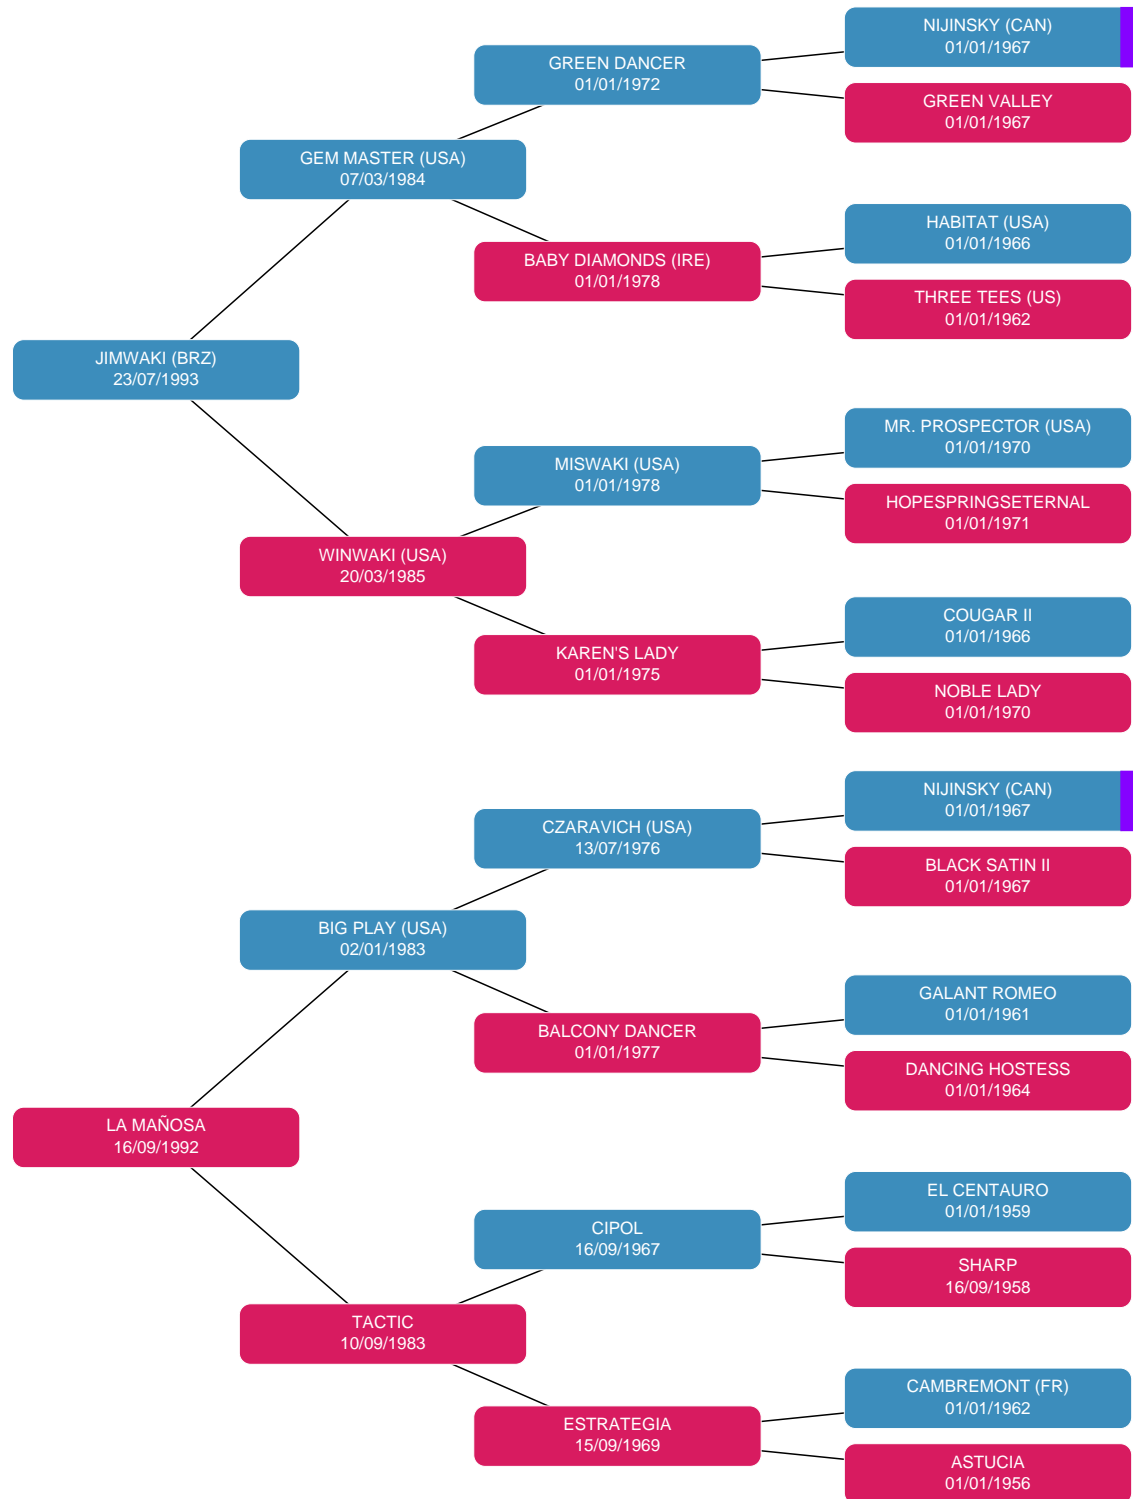 NIJINSKY (CAN)
01/01/1967
GREEN DANCER
01/01/1972
GREEN VALLEY
01/01/1967
GEM MASTER (USA)
07/03/1984
HABITAT (USA)
01/01/1966
BABY DIAMONDS (IRE)
01/01/1978
THREE TEES (US)
01/01/1962
JIMWAKI (BRZ)
23/07/1993
MR. PROSPECTOR (USA)
01/01/1970
MISWAKI (USA)
01/01/1978
HOPESPRINGSETERNAL
01/01/1971
WINWAKI (USA)
20/03/1985
COUGAR II
01/01/1966
KAREN'S LADY
01/01/1975
NOBLE LADY
01/01/1970
NIJINSKY (CAN)
01/01/1967
CZARAVICH (USA)
13/07/1976
BLACK SATIN II
01/01/1967
BIG PLAY (USA)
02/01/1983
GALANT ROMEO
01/01/1961
BALCONY DANCER
01/01/1977
DANCING HOSTESS
01/01/1964
LA MAÑOSA
16/09/1992
EL CENTAURO
01/01/1959
CIPOL
16/09/1967
SHARP
16/09/1958
TACTIC
10/09/1983
CAMBREMONT (FR)
01/01/1962
ESTRATEGIA
15/09/1969
ASTUCIA
01/01/1956